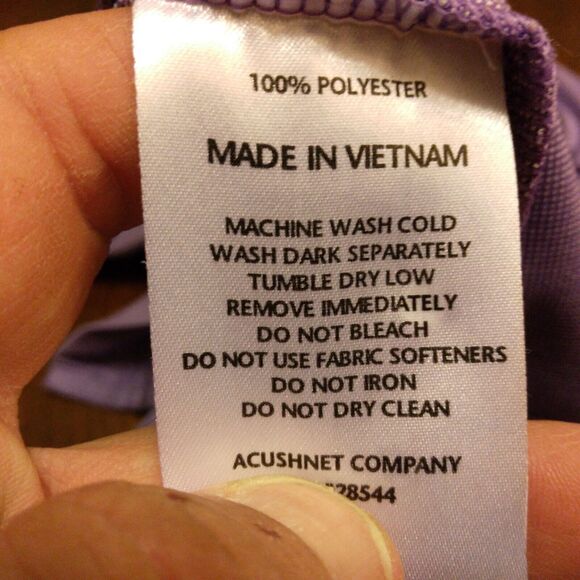 100% POLYESTER
MADE IN VIETNAM
MACHINE WASH COLD
WASH DARK SEPARATELY
TUMBLE DRY LOW
REMOVE IMMEDIATELY
DO NOT BLEACH
DO NOT USE FABRIC SOFTENERS
DO NOT IRON
DO NOT DRY CLEAN
ACUSHNET COMPANY
28544